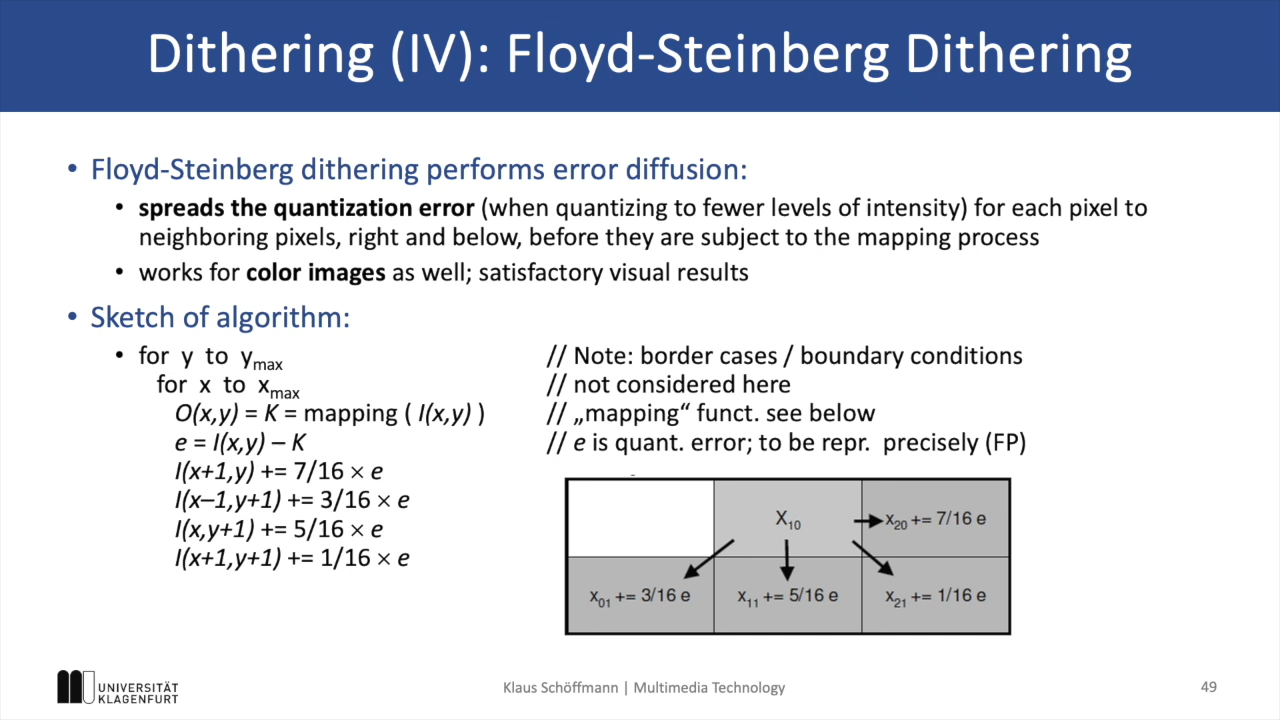 Dithering (IV): Floyd-Steinberg Dithering
• Floyd-Steinberg dithering performs error diffusion:
• spreads the quantization error (when quantizing to fewer levels of intensity) for each pixel to
neighboring pixels, right and below, before they are subject to the mapping process
• works for color images as well; satisfactory visual results
• Sketch of algorithm:
• for y to ymax // Note: border cases / boundary conditions
for x to xmax // not considered here
O(x,y) = K = mapping ( I(x,y) ) // „mapping“ funct. see below
e = I(x,y) – K // e is quant. error; to be repr. precisely (FP)
I(x+1,y) += 7/16 × e
I(x–1,y+1) += 3/16 × e
I(x,y+1) += 5/16 × e
I(x+1,y+1) += 1/16 × e
X10 x20 += 7/16 e
x01 += 3/16 e x11 += 5/16 e x21 += 1/16 e
UNIVERSITÄT
KLAGENFURT
Klaus Schöffmann | Multimedia Technology
49